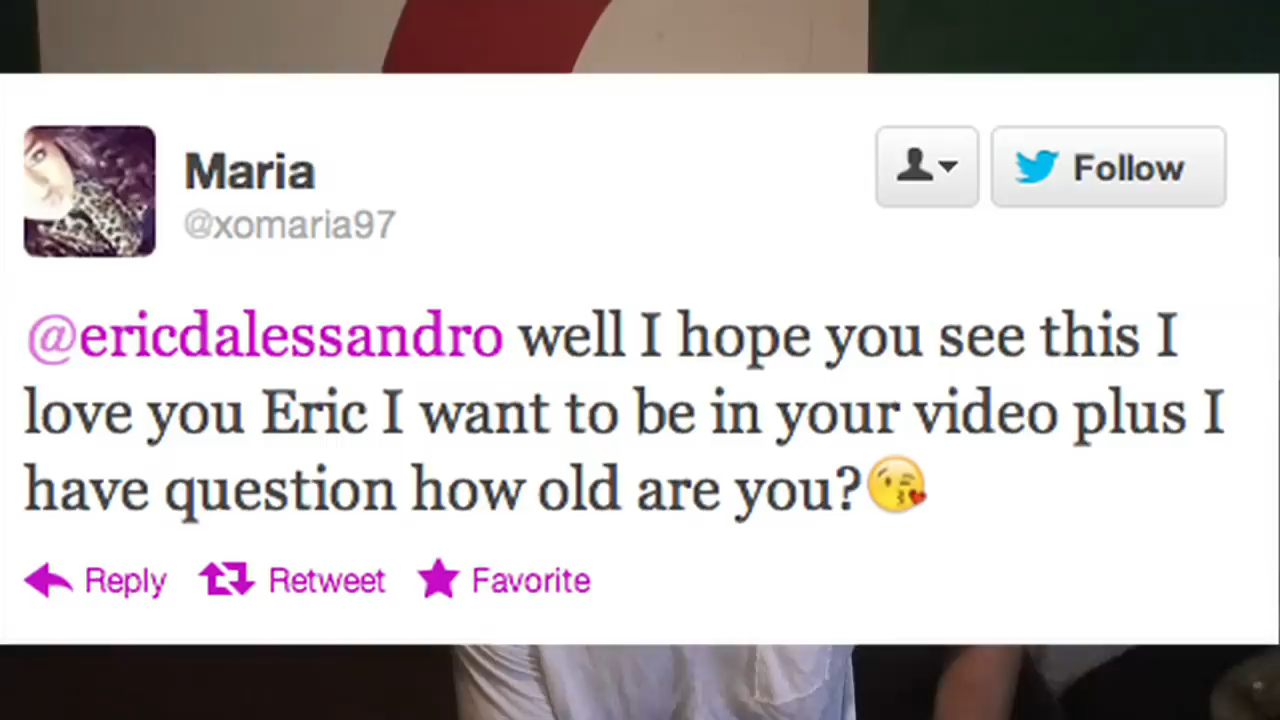 Maria
@xomaria97
Follow
@ericdalessandro well I hope you see this I
love you Eric I want to be in your video plus I
have question how old are you?😘
Reply Retweet Favorite